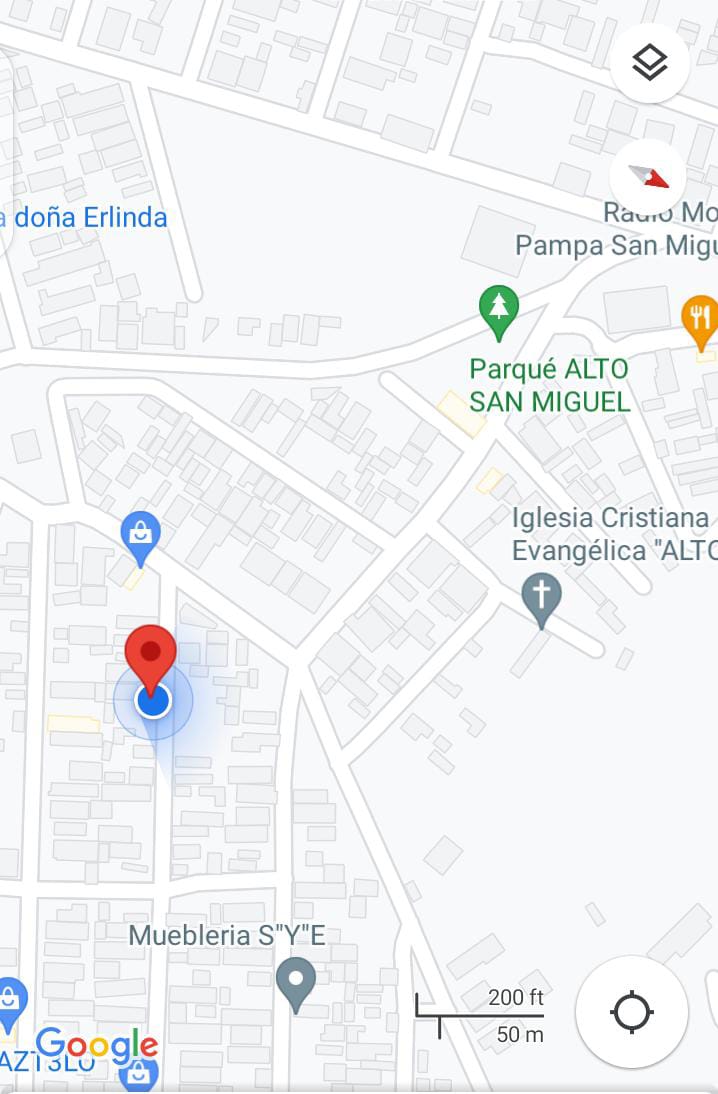 a doña Erlinda
Radio Mo
Pampa San Migu
Parqué ALTO
SAN MIGUEL
Iglesia Cristiana
Evangélica "ALTO
Muebleria S"Y"E
200 ft
50 m
Google
AZT3LO